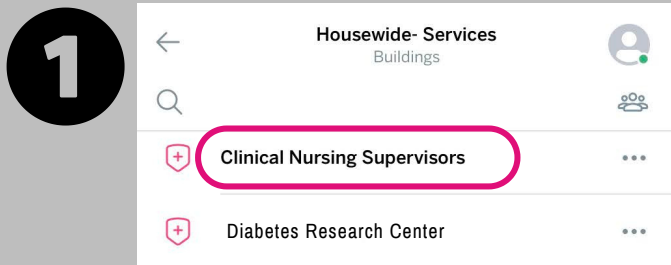 1
Housewide- Services
Buildings
Clinical Nursing Supervisors
Diabetes Research Center